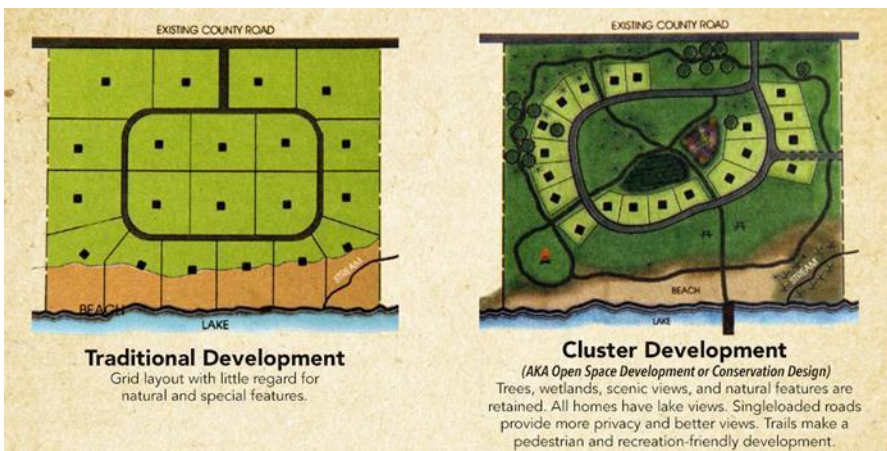 EXISTING COUNTY ROAD
STREAM
BEACH
LAKE
Traditional Development
Grid layout with little regard for
natural and special features.
EXISTING COUNTY ROAD
STREAM
BEACH
LAKE
Cluster Development
(AKA Open Space Development or Conservation Design)
Trees, wetlands, scenic views, and natural features are
retained. All homes have lake views. Singleloaded roads
provide more privacy and better views. Trails make a
pedestrian and recreation-friendly development.